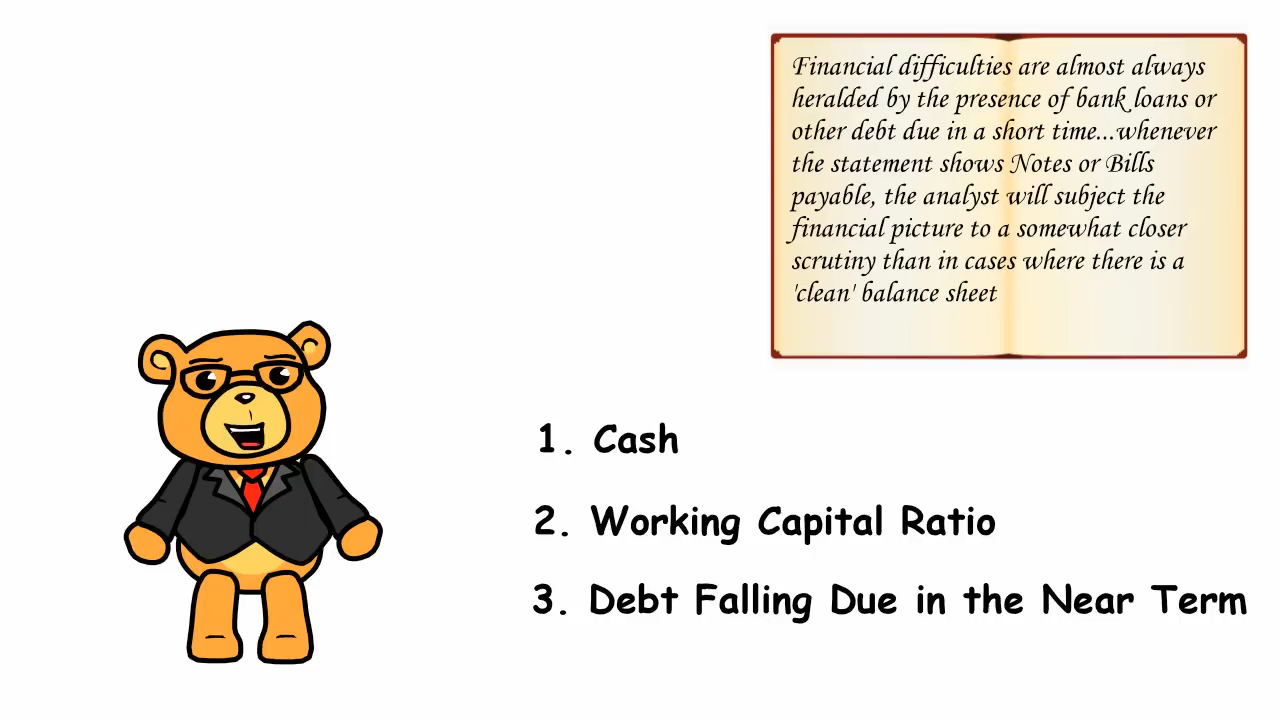 Financial difficulties are almost always
heralded by the presence of bank loans or
other debt due in a short time...whenever
the statement shows Notes or Bills
payable, the analyst will subject the
financial picture to a somewhat closer
scrutiny than in cases where there is a
'clean' balance sheet
1. Cash
2. Working Capital Ratio
3. Debt Falling Due in the Near Term